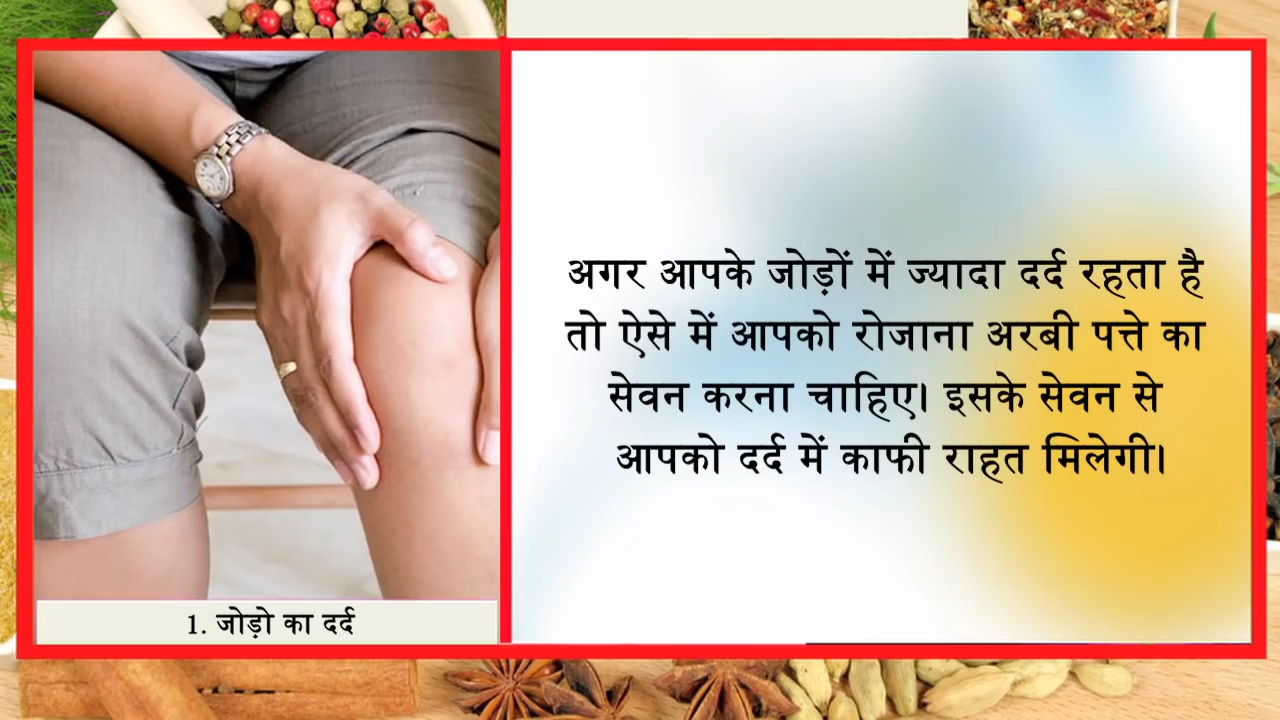 अगर आपके जोड़ों में ज्यादा दर्द रहता है
तो ऐसे में आपको रोजाना अरबी पत्ते का
सेवन करना चाहिए। इसके सेवन से
आपको दर्द में काफी राहत मिलेगी।
1. जोड़ो का दर्द